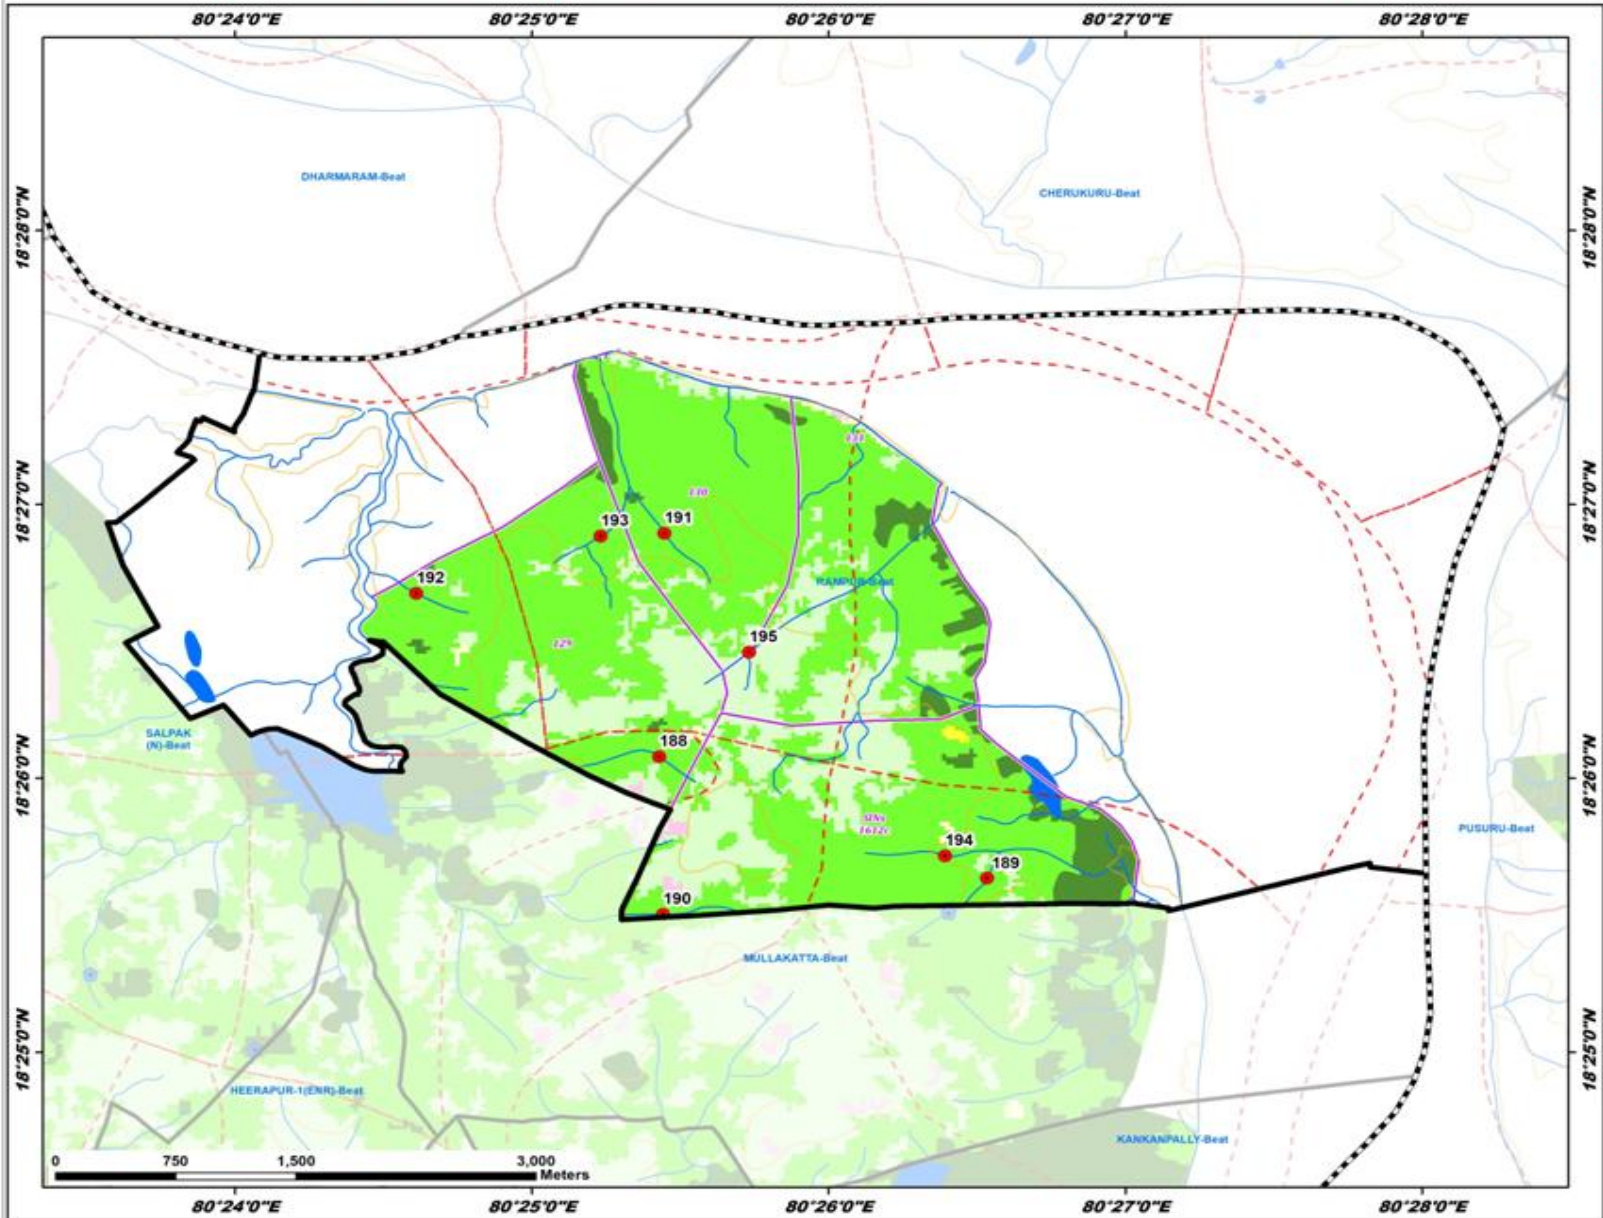 80°24'0"E 80°25'0"E 80°26'0"E 80°27'0"E 80°28'0"E
DHARMARAM-Beat
CHERUKURU-Beat
18°28'0"N 18°28'0"N
131
130
18°27'0"N 18°27'0"N
193 191
192
RAMPUR-Beat
195
129
SALPAK
(N)-Beat
188
18°26'0"N 18°26'0"N
1612c
PUSURU-Beat
194
189
190
MULLAKATTA-Beat
18°25'0"N 18°25'0"N
HEERAPUR-1(ENR)-Beat
KANKANPALLY-Beat
0 750 1,500 3,000
Meters
80°24'0"E 80°25'0"E 80°26'0"E 80°27'0"E 80°28'0"E